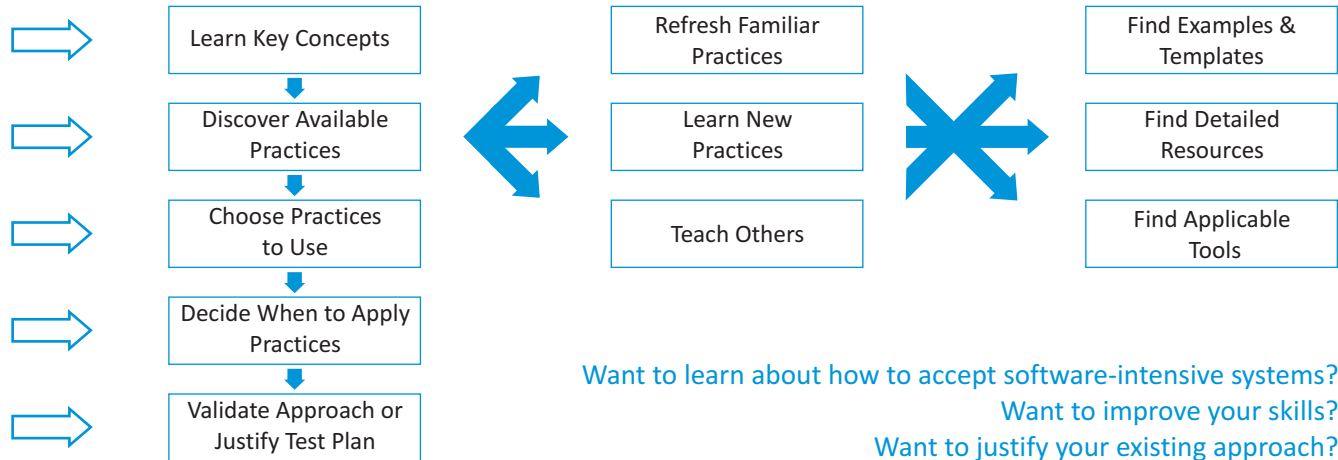 Learn Key Concepts
Discover Available
Practices
Choose Practices
to Use
Decide When to Apply
Practices
Validate Approach or
Justify Test Plan
Refresh Familiar
Practices
Learn New
Practices
Teach Others
Find Examples &
Templates
Find Detailed
Resources
Find Applicable
Tools
Want to learn about how to accept software-intensive systems?
Want to improve your skills?
Want to justify your existing approach?